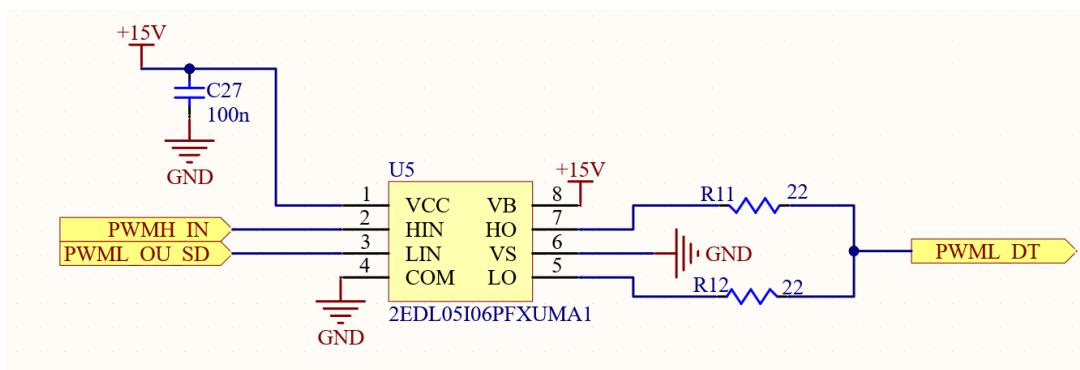 +15V
C27
100n
GND
U5
+15V
1 VCC VB 8
2 HIN HO 7
3 LIN VS 6
4 COM LO 5
PWMH_IN
PWML_OU_SD
GND
2EDL05I06PFXUMA1
R11 22
GND
R12 22
PWML_DT